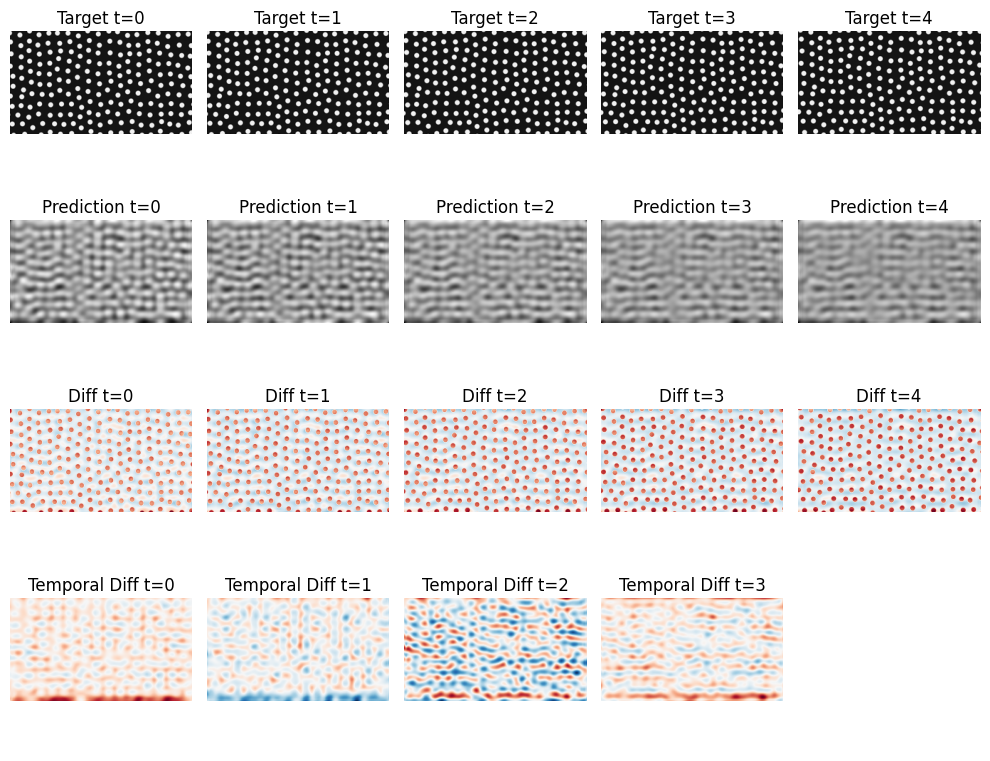 Target t=0 Target t=1 Target t=2 Target t=3 Target t=4
Prediction t=0 Prediction t=1 Prediction t=2 Prediction t=3 Prediction t=4
Diff t=0 Diff t=1 Diff t=2 Diff t=3 Diff t=4
Temporal Diff t=0 Temporal Diff t=1 Temporal Diff t=2 Temporal Diff t=3